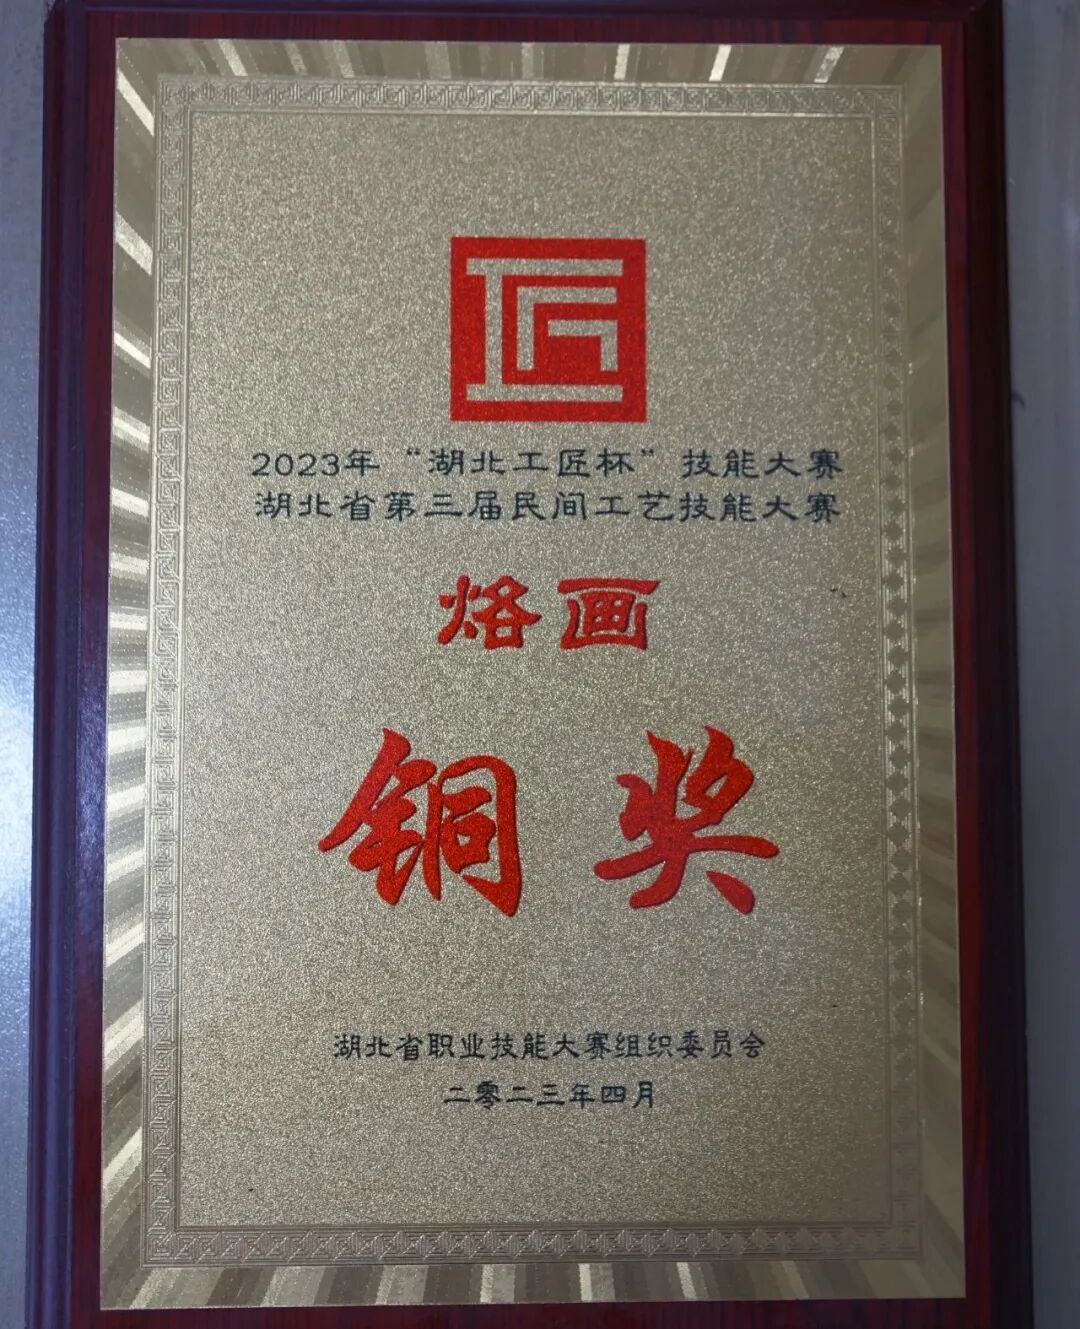 2023年“湖北工匠杯”技能大赛
湖北省第三届民间工艺技能大赛
烙画
铜奖
湖北省职业技能大赛组织委员会
二零二三年四月